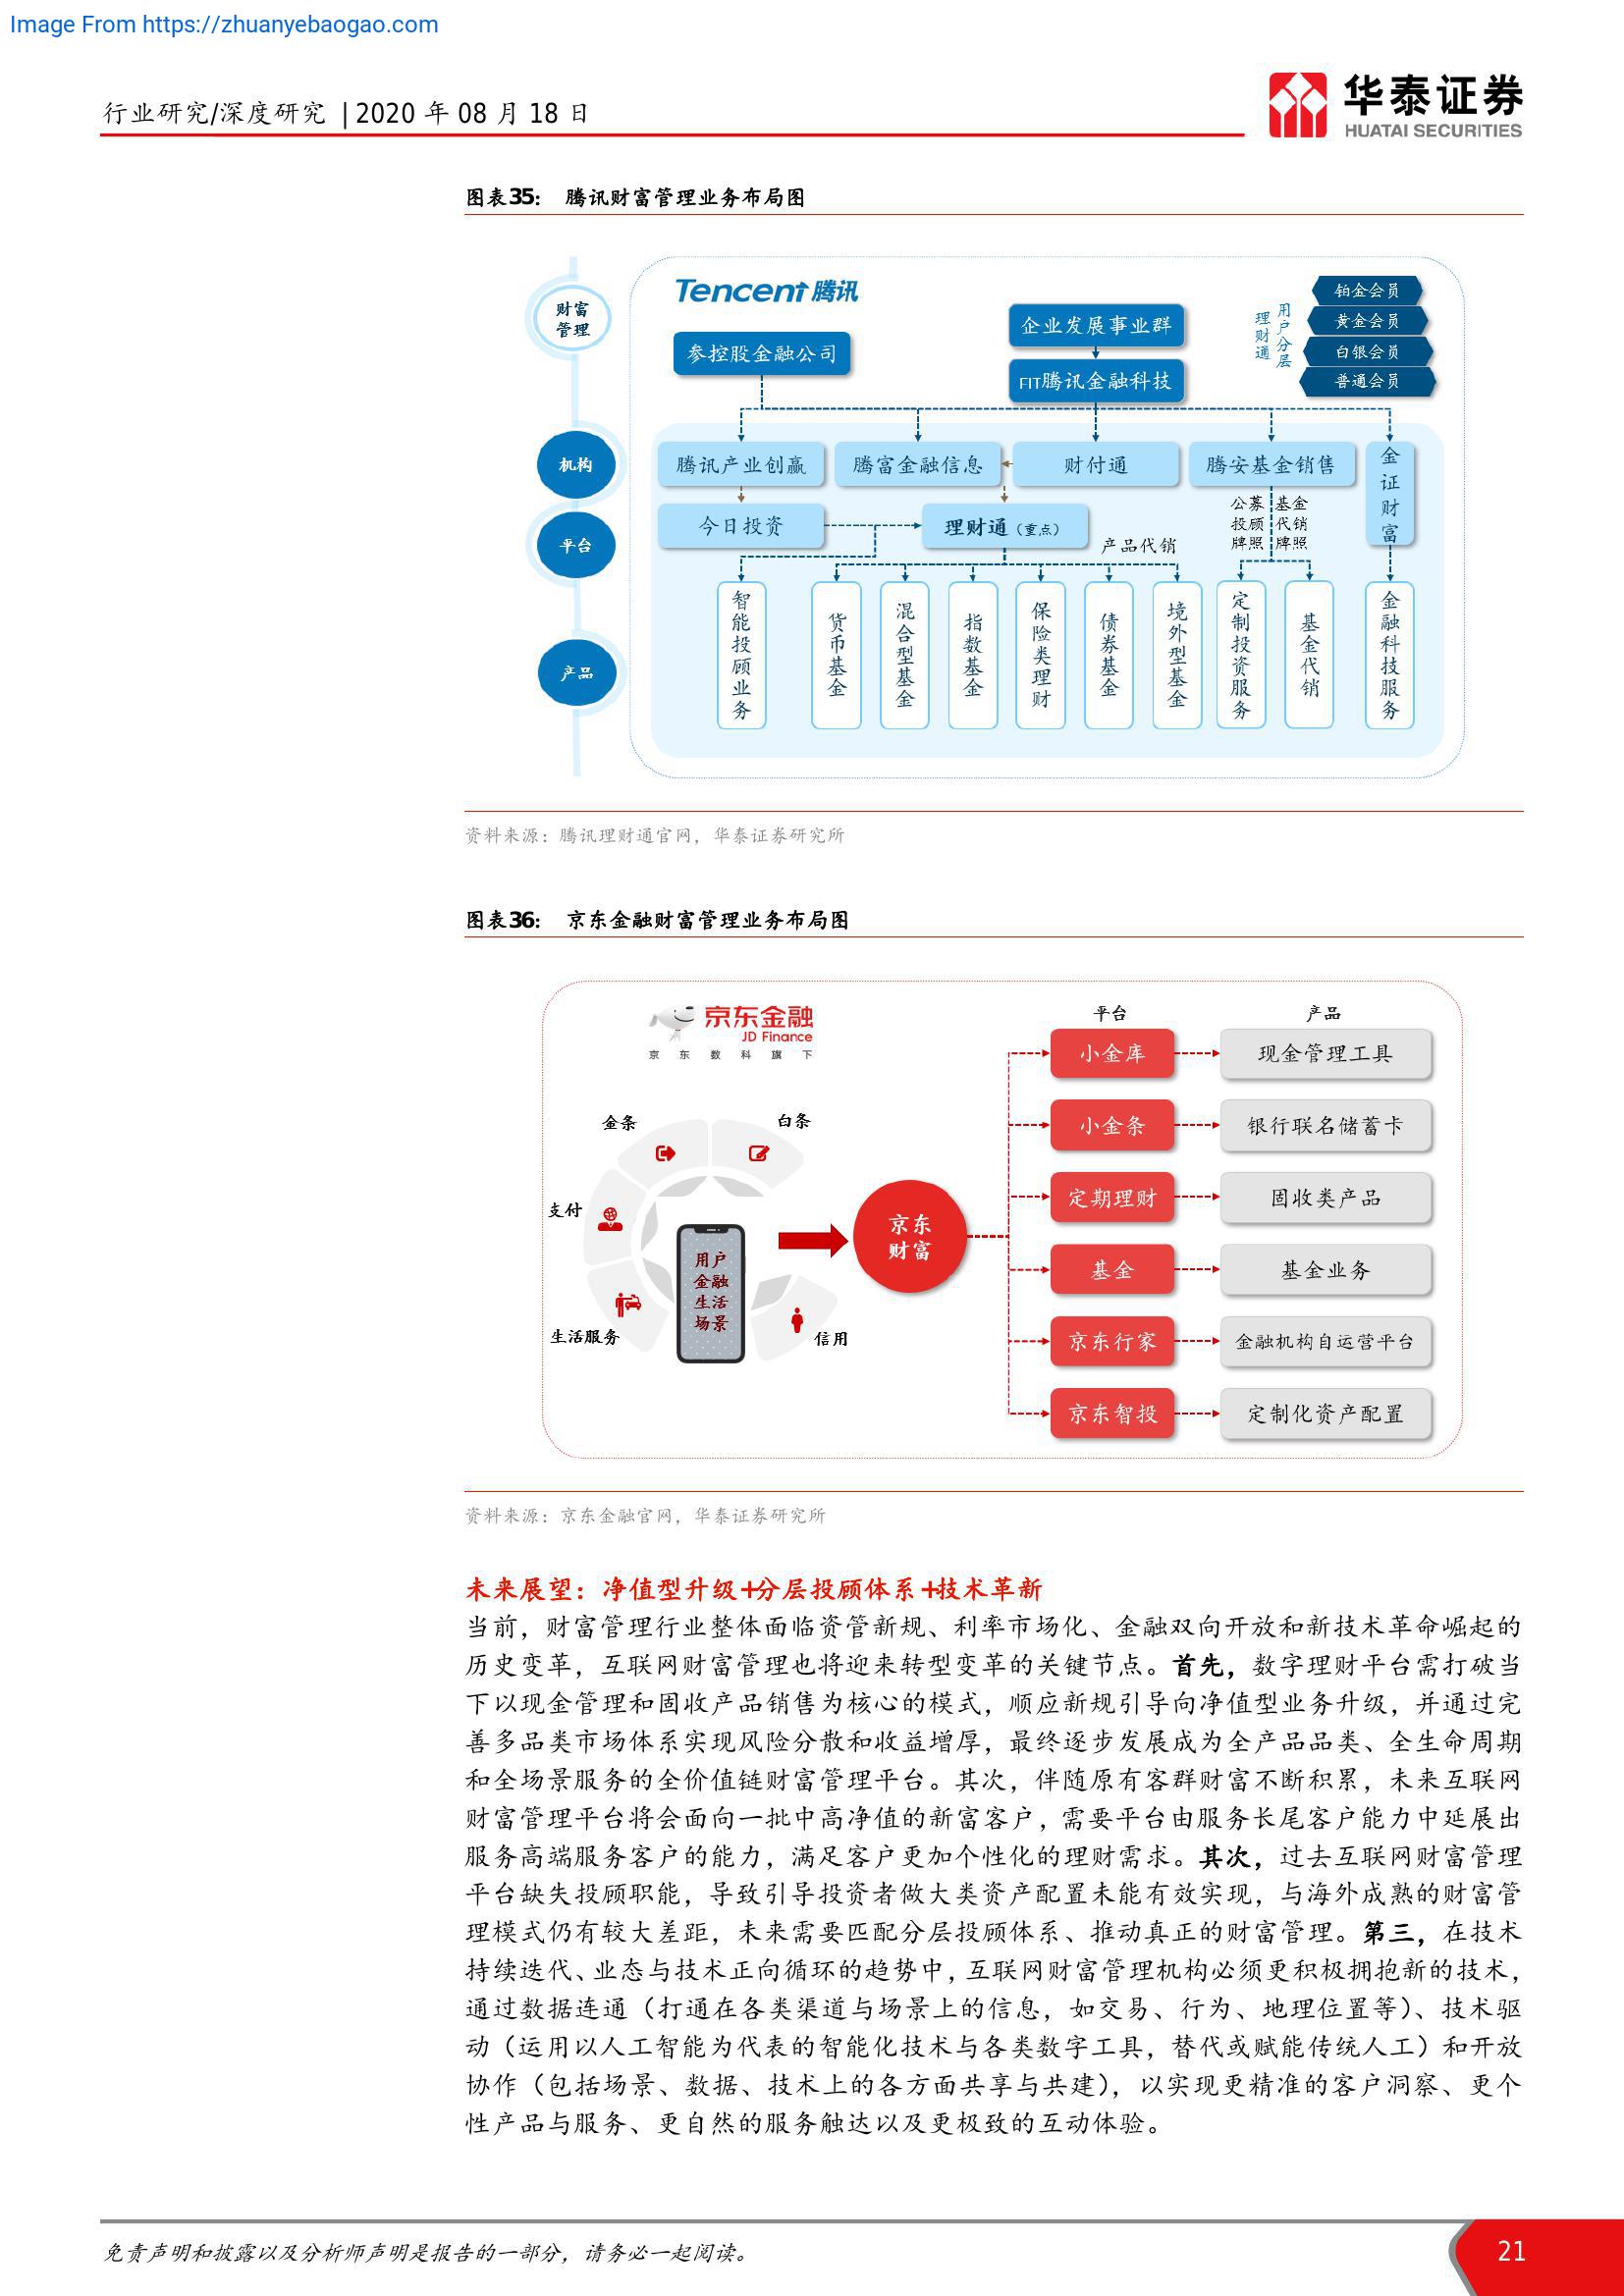 Image From https://zhuanyebaogao.com
行业研究/深度研究 | 2020 年 08 月 18 日
华泰证券
HUATAI SECURITIES
图表35： 腾讯财富管理业务布局图
Tencent 腾讯
财富
管理
机构
平台
产品
参控股金融公司
企业发展事业群
FIT腾讯金融科技
理财通
用户分层
铂金会员
黄金会员
白银会员
普通会员
腾讯产业创赢
腾富金融信息
财付通
腾安基金销售
金证财富
今日投资
理财通（重点）
产品代销
公募 基金
投顾 代销
牌照 牌照
智能投顾业务
货币基金
混合型基金
指数基金
保险类理财
债券基金
境外型基金
定制投资服务
基金代销
金融科技服务
资料来源：腾讯理财通官网，华泰证券研究所
图表36： 京东金融财富管理业务布局图
京东金融
JD Finance
京 东 数 科 旗 下
金条
白条
支付
生活服务
信用
用户
金融
生活
场景
京东
财富
平台
产品
小金库
现金管理工具
小金条
银行联名储蓄卡
定期理财
固收类产品
基金
基金业务
京东行家
金融机构自运营平台
京东智投
定制化资产配置
资料来源：京东金融官网，华泰证券研究所
未来展望：净值型升级+分层投顾体系+技术革新
当前，财富管理行业整体面临资管新规、利率市场化、金融双向开放和新技术革命崛起的
历史变革，互联网财富管理也将迎来转型变革的关键节点。首先，数字理财平台需打破当
下以现金管理和固收产品销售为核心的模式，顺应新规引导向净值型业务升级，并通过完
善多品类市场体系实现风险分散和收益增厚，最终逐步发展成为全产品品类、全生命周期
和全场景服务的全价值链财富管理平台。其次，伴随原有客群财富不断积累，未来互联网
财富管理平台将会面向一批中高净值的新富客户，需要平台由服务长尾客户能力中延展出
服务高端服务客户的能力，满足客户更加个性化的理财需求。其次，过去互联网财富管理
平台缺失投顾职能，导致引导投资者做大类资产配置未能有效实现，与海外成熟的财富管
理模式仍有较大差距，未来需要匹配分层投顾体系、推动真正的财富管理。第三，在技术
持续迭代、业态与技术正向循环的趋势中，互联网财富管理机构必须更积极拥抱新的技术，
通过数据连通（打通在各类渠道与场景上的信息，如交易、行为、地理位置等）、技术驱
动（运用以人工智能为代表的智能化技术与各类数字工具，替代或赋能传统人工）和开放
协作（包括场景、数据、技术上的各方面共享与共建），以实现更精准的客户洞察、更个
性产品与服务、更自然的服务触达以及更极致的互动体验。
免责声明和披露以及分析师声明是报告的一部分，请务必一起阅读。
21